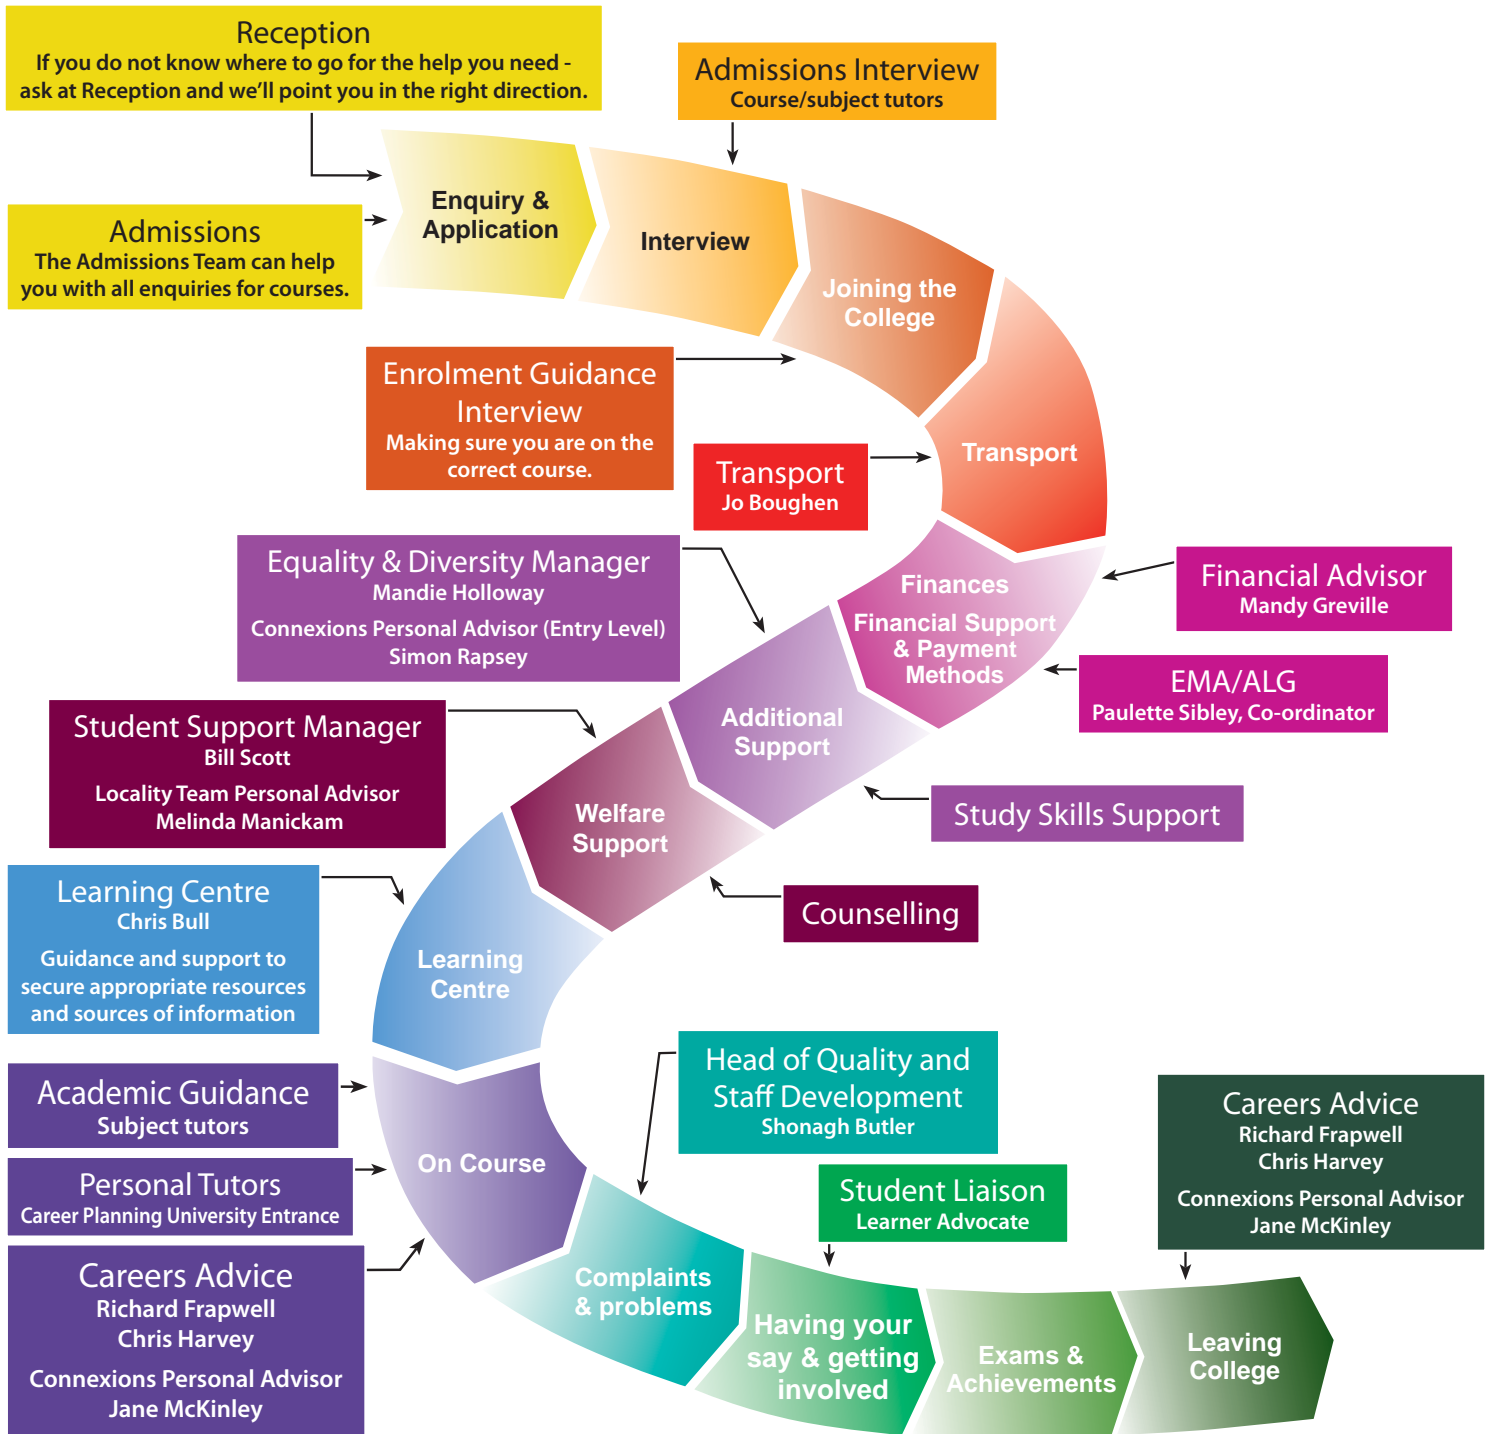 Reception
If you do not know where to go for the help you need -
ask at Reception and we'll point you in the right direction.
Admissions Interview
Course/subject tutors
Enquiry &
Application
Interview
Admissions
The Admissions Team can help
you with all enquiries for courses.
Joining the
College
Enrolment Guidance
Interview
Making sure you are on the
correct course.
Transport
Transport
Jo Boughen
Equality & Diversity Manager
Mandie Holloway
Connexions Personal Advisor (Entry Level)
Simon Rapsey
Finances
Financial Support
& Payment
Methods
Financial Advisor
Mandy Greville
EMA/ALG
Paulette Sibley, Co-ordinator
Additional
Support
Student Support Manager
Bill Scott
Locality Team Personal Advisor
Melinda Manickam
Welfare
Support
Study Skills Support
Learning Centre
Chris Bull
Guidance and support to
secure appropriate resources
and sources of information
Counselling
Learning
Centre
Academic Guidance
Subject tutors
Head of Quality and
Staff Development
Shonagh Butler
Careers Advice
Richard Frapwell
Chris Harvey
Connexions Personal Advisor
Jane McKinley
On Course
Personal Tutors
Career Planning University Entrance
Student Liaison
Learner Advocate
Careers Advice
Richard Frapwell
Chris Harvey
Connexions Personal Advisor
Jane McKinley
Complaints
& problems
Having your
say & getting
involved
Exams &
Achievements
Leaving
College